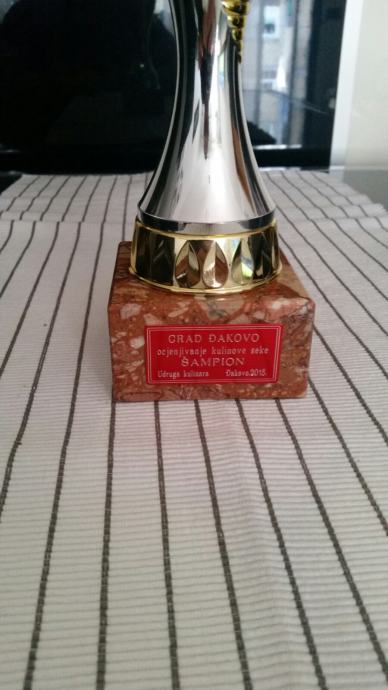 GRAD ĐAKOVO
ocjenjivanje kulinove seke
ŠAMPION
Udruga kulinara Đakovo,2015.